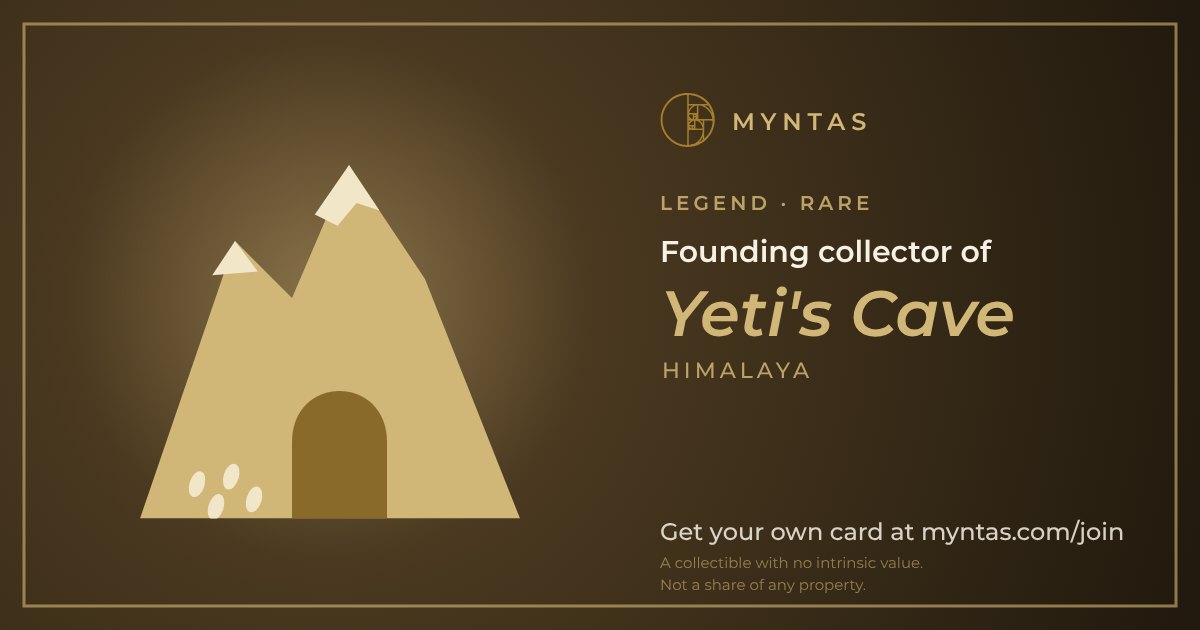 MYNTAS
LEGEND · RARE
Founding collector of
Yeti's Cave
HIMALAYA
Get your own card at myntas.com/join
A collectible with no intrinsic value.
Not a share of any property.